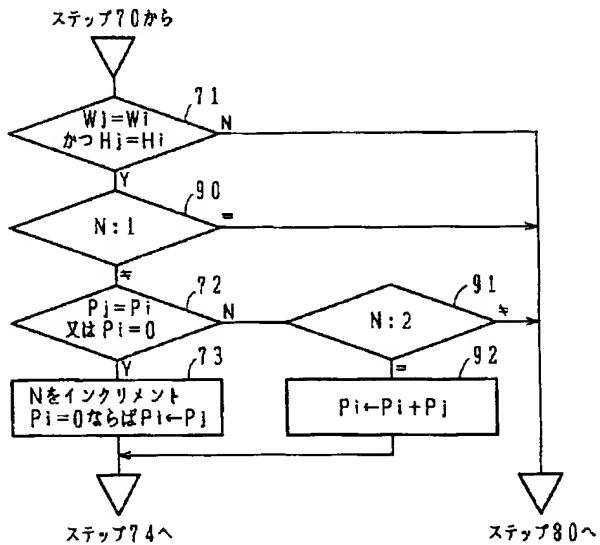 ステップ70から
71
Wj=Wi
かつHj=Hi
N
Y
90
N:1
=
≠
72
Pj=Pi
又はPi=0
N
Y
91
N:2
≠
=
73
Nをインクリメント
Pi=0ならばPi←Pj
92
Pi←Pi+Pj
ステップ74へ
ステップ80へ